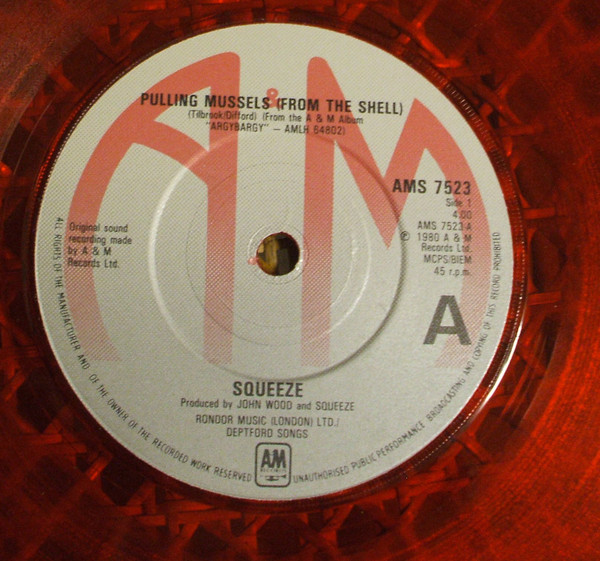 &
PULLING MUSSELS (FROM THE SHELL)
(Tilbrook/Difford) (From the A & M Album
"ARGYBARGY" – AMLH 64802)
AMS 7523
Side 1
4.00
AMS 7523 A
℗ 1980 A & M
Records Ltd.
MCPS/BIEM
45 r.p.m.
Original sound
recording made
by A & M
Records Ltd.
A
SQUEEZE
Produced by JOHN WOOD and SQUEEZE
RONDOR MUSIC (LONDON) LTD./
DEPTFORD SONGS
AM
RECORDS
ALL RIGHTS OF THE MANUFACTURER AND OF THE OWNER OF THE RECORDED WORK RESERVED
UNAUTHORISED PUBLIC PERFORMANCE BROADCASTING AND COPYING OF THIS RECORD PROHIBITED